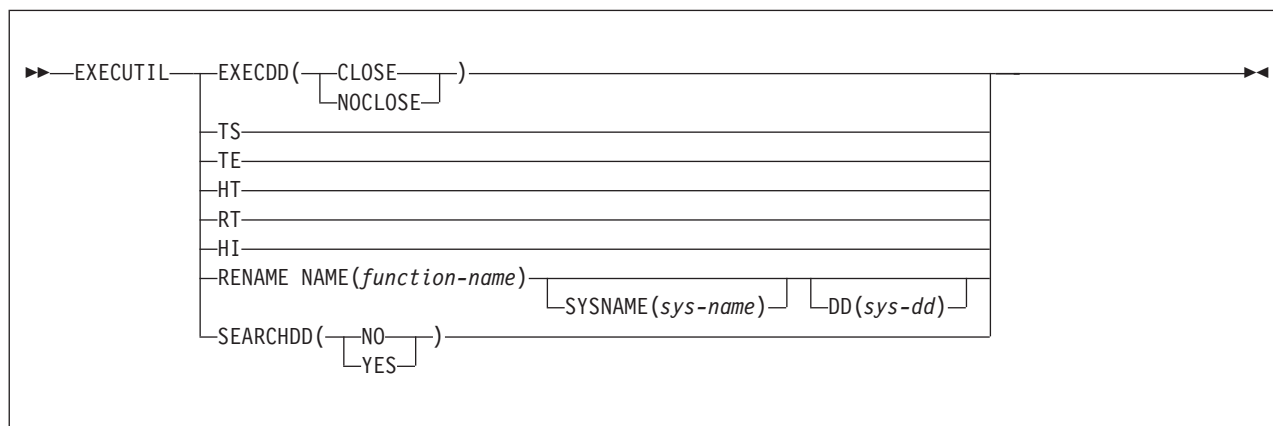 EXECUTIL EXECDD( CLOSE )
NOCLOSE
TS
TE
HT
RT
HI
RENAME NAME(function-name)
SYSNAME(sys-name) DD(sys-dd)
SEARCHDD( NO )
YES